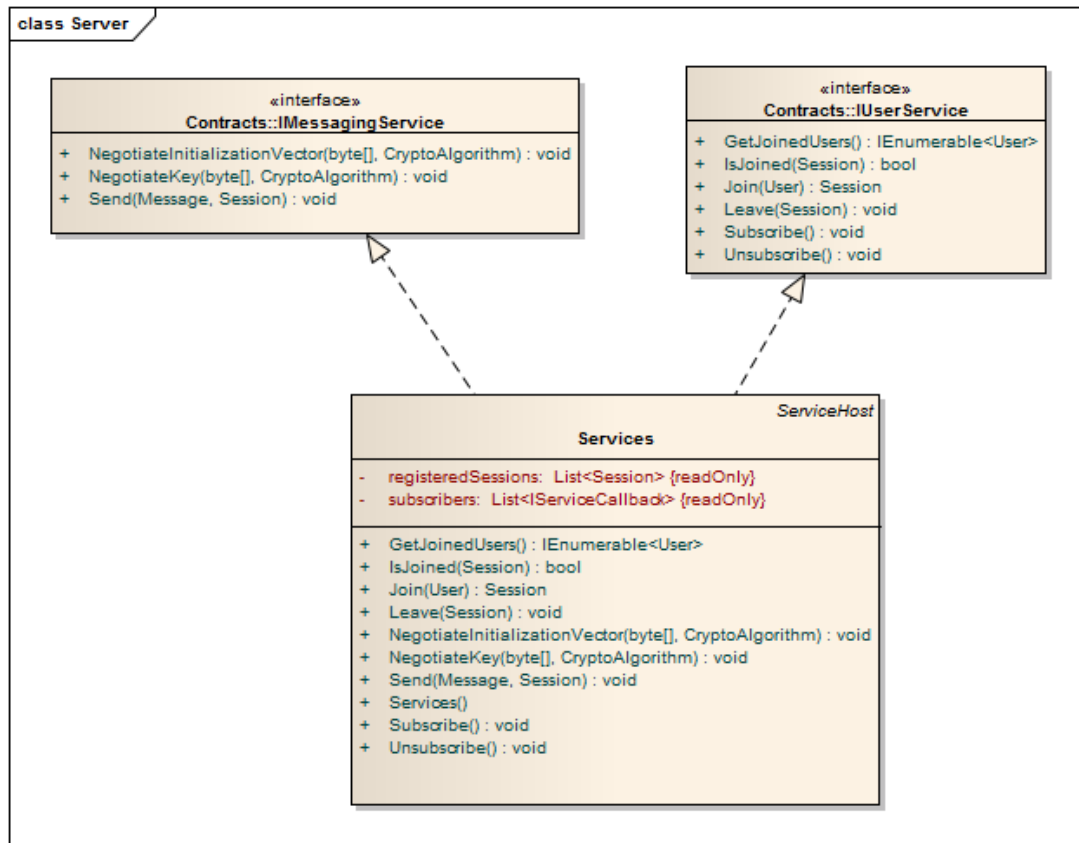 class Server
«interface»
Contracts::IMessagingService
+ NegotiateInitializationVector(byte[], CryptoAlgorithm) : void
+ NegotiateKey(byte[], CryptoAlgorithm) : void
+ Send(Message, Session) : void
«interface»
Contracts::IUserService
+ GetJoinedUsers() : IEnumerable<User>
+ IsJoined(Session) : bool
+ Join(User) : Session
+ Leave(Session) : void
+ Subscribe() : void
+ Unsubscribe() : void
ServiceHost
Services
- registeredSessions: List<Session> {readOnly}
- subscribers: List<IServiceCallback> {readOnly}
+ GetJoinedUsers() : IEnumerable<User>
+ IsJoined(Session) : bool
+ Join(User) : Session
+ Leave(Session) : void
+ NegotiateInitializationVector(byte[], CryptoAlgorithm) : void
+ NegotiateKey(byte[], CryptoAlgorithm) : void
+ Send(Message, Session) : void
+ Services()
+ Subscribe() : void
+ Unsubscribe() : void